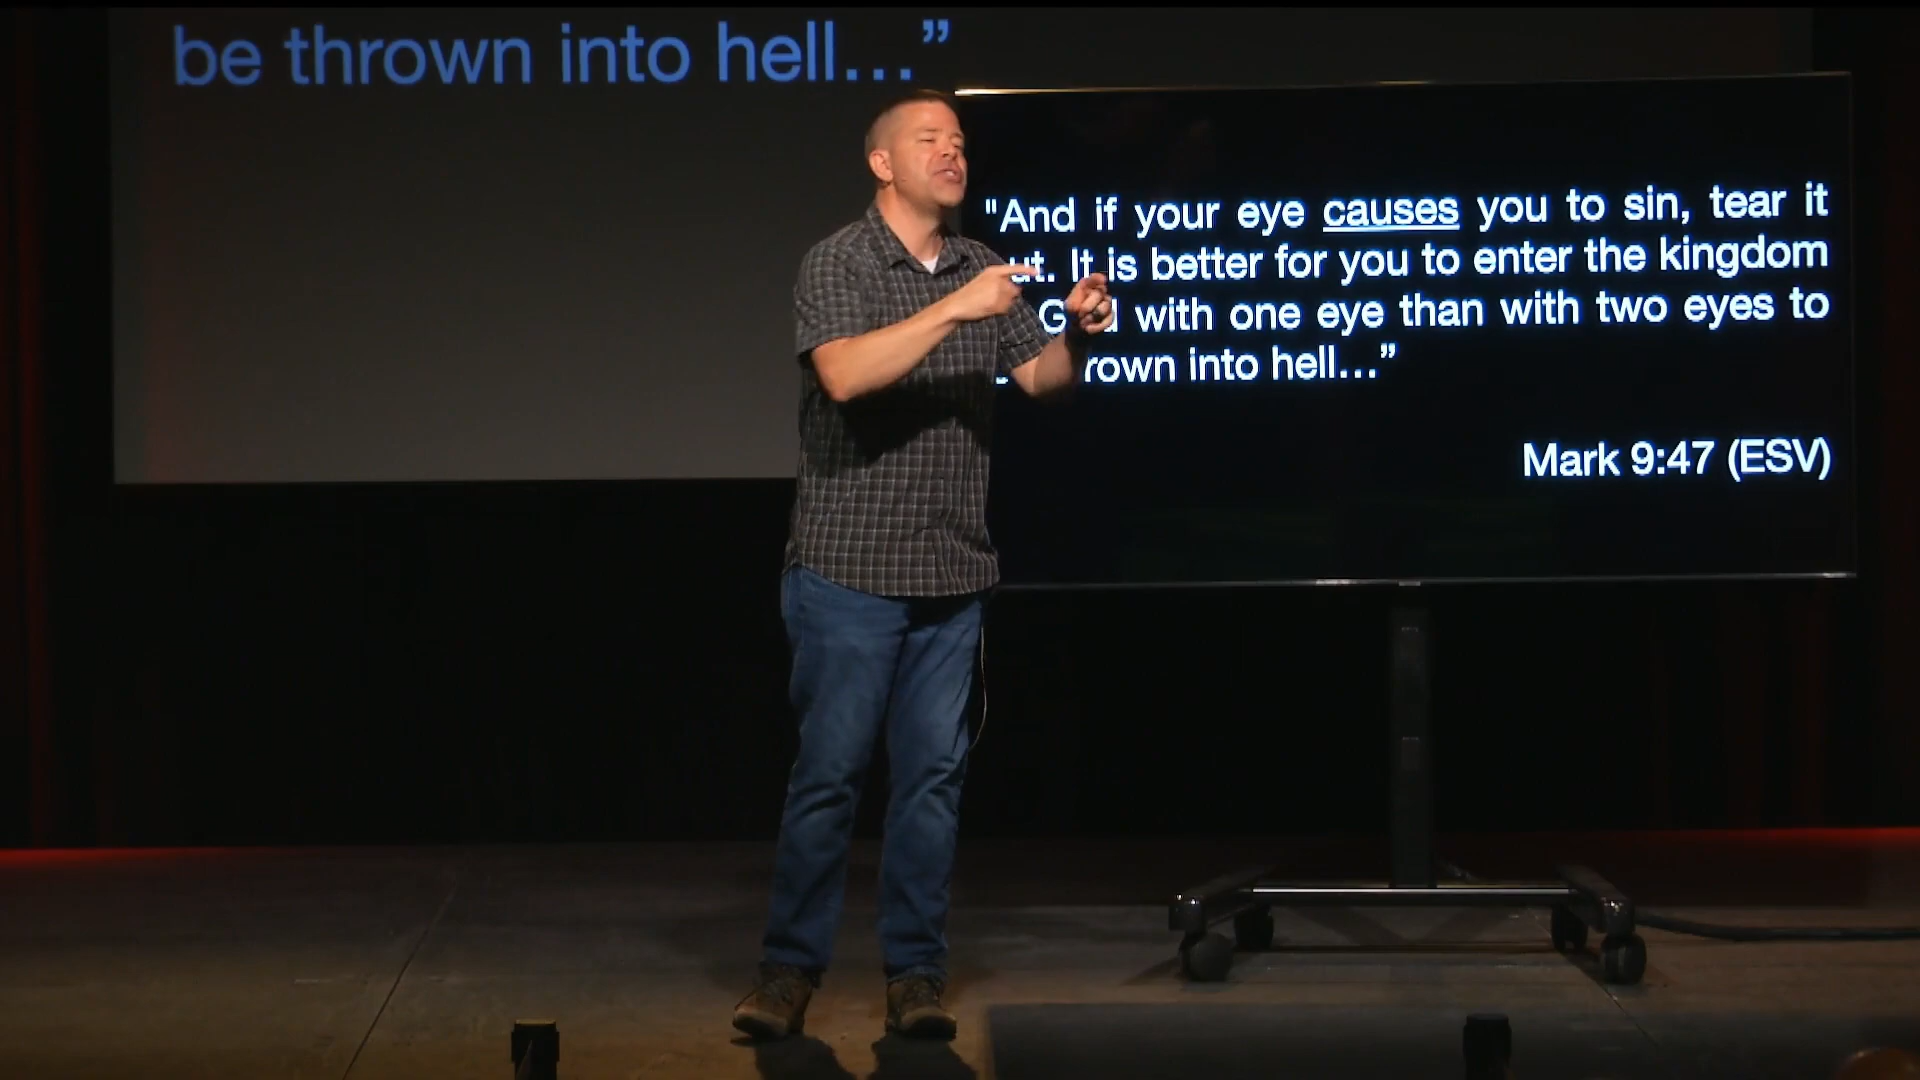 be thrown into hell…”
"And if your eye causes you to sin, tear it
It is better for you to enter the kingdom
with one eye than with two eyes to
into hell…”
Mark 9:47 (ESV)